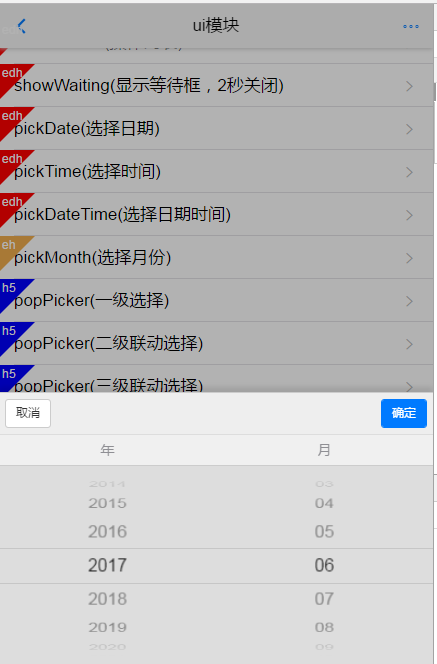 ui模块
edh
showWaiting(显示等待框，2秒关闭)
edh
pickDate(选择日期)
edh
pickTime(选择时间)
edh
pickDateTime(选择日期时间)
eh
pickMonth(选择月份)
h5
popPicker(一级选择)
h5
popPicker(二级联动选择)
h5
popPicker(三级联动选择)
取消 确定
年 月
2014 03
2015 04
2016 05
2017 06
2018 07
2019 08
2020 09